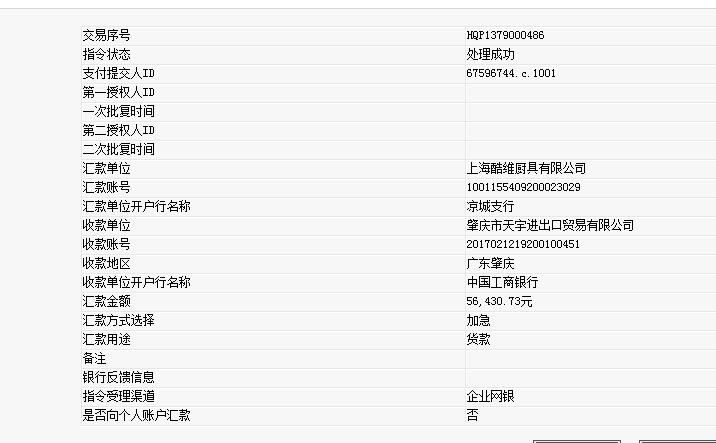 交易序号 HQP1379000486
指令状态 处理成功
支付提交人ID 67596744.c.1001
第一授权人ID
一次批复时间
第二授权人ID
二次批复时间
汇款单位 上海酷维厨具有限公司
汇款账号 1001155409200023029
汇款单位开户行名称 凉城支行
收款单位 肇庆市天宇进出口贸易有限公司
收款账号 2017021219200100451
收款地区 广东肇庆
收款单位开户行名称 中国工商银行
汇款金额 56,430.73元
汇款方式选择 加急
汇款用途 货款
备注
银行反馈信息
指令受理渠道 企业网银
是否向个人账户汇款 否